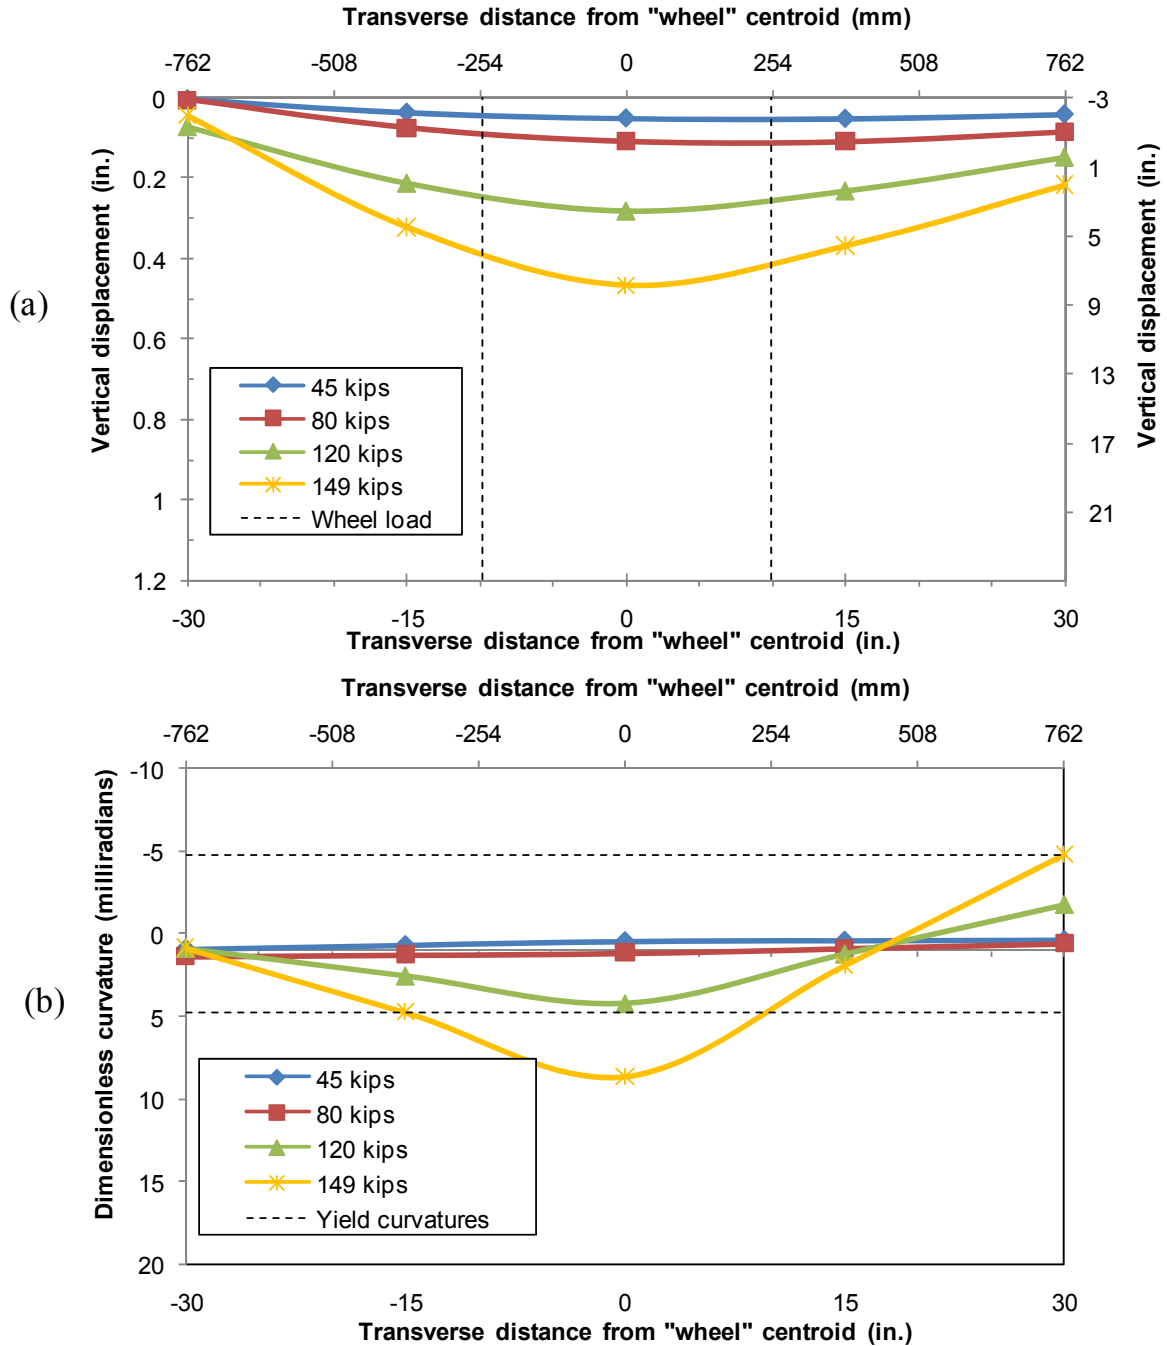 Transverse distance from "wheel" centroid (mm)
-762 -508 -254 0 254 508 762
0 -3
0.2 1
0.4 5
(a)
9
0.6
13
0.8
17
1
21
1.2
Vertical displacement (in.)
Vertical displacement (in.)
45 kips
80 kips
120 kips
149 kips
Wheel load
-30 -15 0 15 30
Transverse distance from "wheel" centroid (in.)
Transverse distance from "wheel" centroid (mm)
-762 -508 -254 0 254 508 762
-10
-5
0
(b)
5
10
15
20
Dimensionless curvature (milliradians)
45 kips
80 kips
120 kips
149 kips
Yield curvatures
-30 -15 0 15 30
Transverse distance from "wheel" centroid (in.)